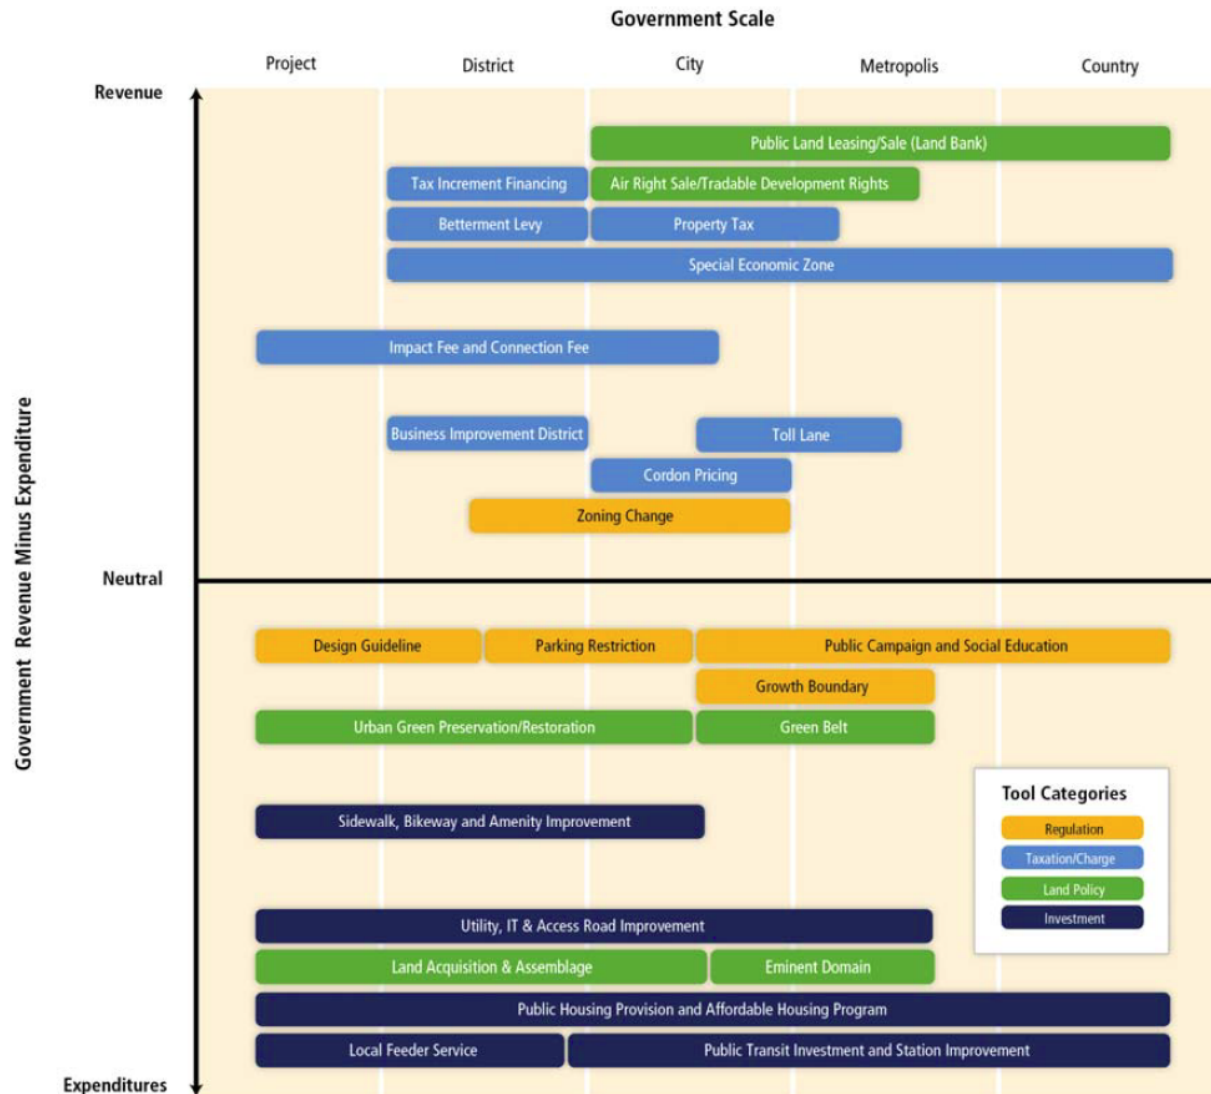 Government Scale
Project District City Metropolis Country
Revenue
Public Land Leasing/Sale (Land Bank)
Tax Increment Financing Air Right Sale/Tradable Development Rights
Betterment Levy Property Tax
Special Economic Zone
Impact Fee and Connection Fee
Business Improvement District Toll Lane
Cordon Pricing
Zoning Change
Government Revenue Minus Expenditure
Neutral
Design Guideline Parking Restriction Public Campaign and Social Education
Growth Boundary
Urban Green Preservation/Restoration Green Belt
Tool Categories
Regulation
Taxation/Charge
Land Policy
Investment
Sidewalk, Bikeway and Amenity Improvement
Utility, IT & Access Road Improvement
Land Acquisition & Assemblage Eminent Domain
Public Housing Provision and Affordable Housing Program
Local Feeder Service Public Transit Investment and Station Improvement
Expenditures